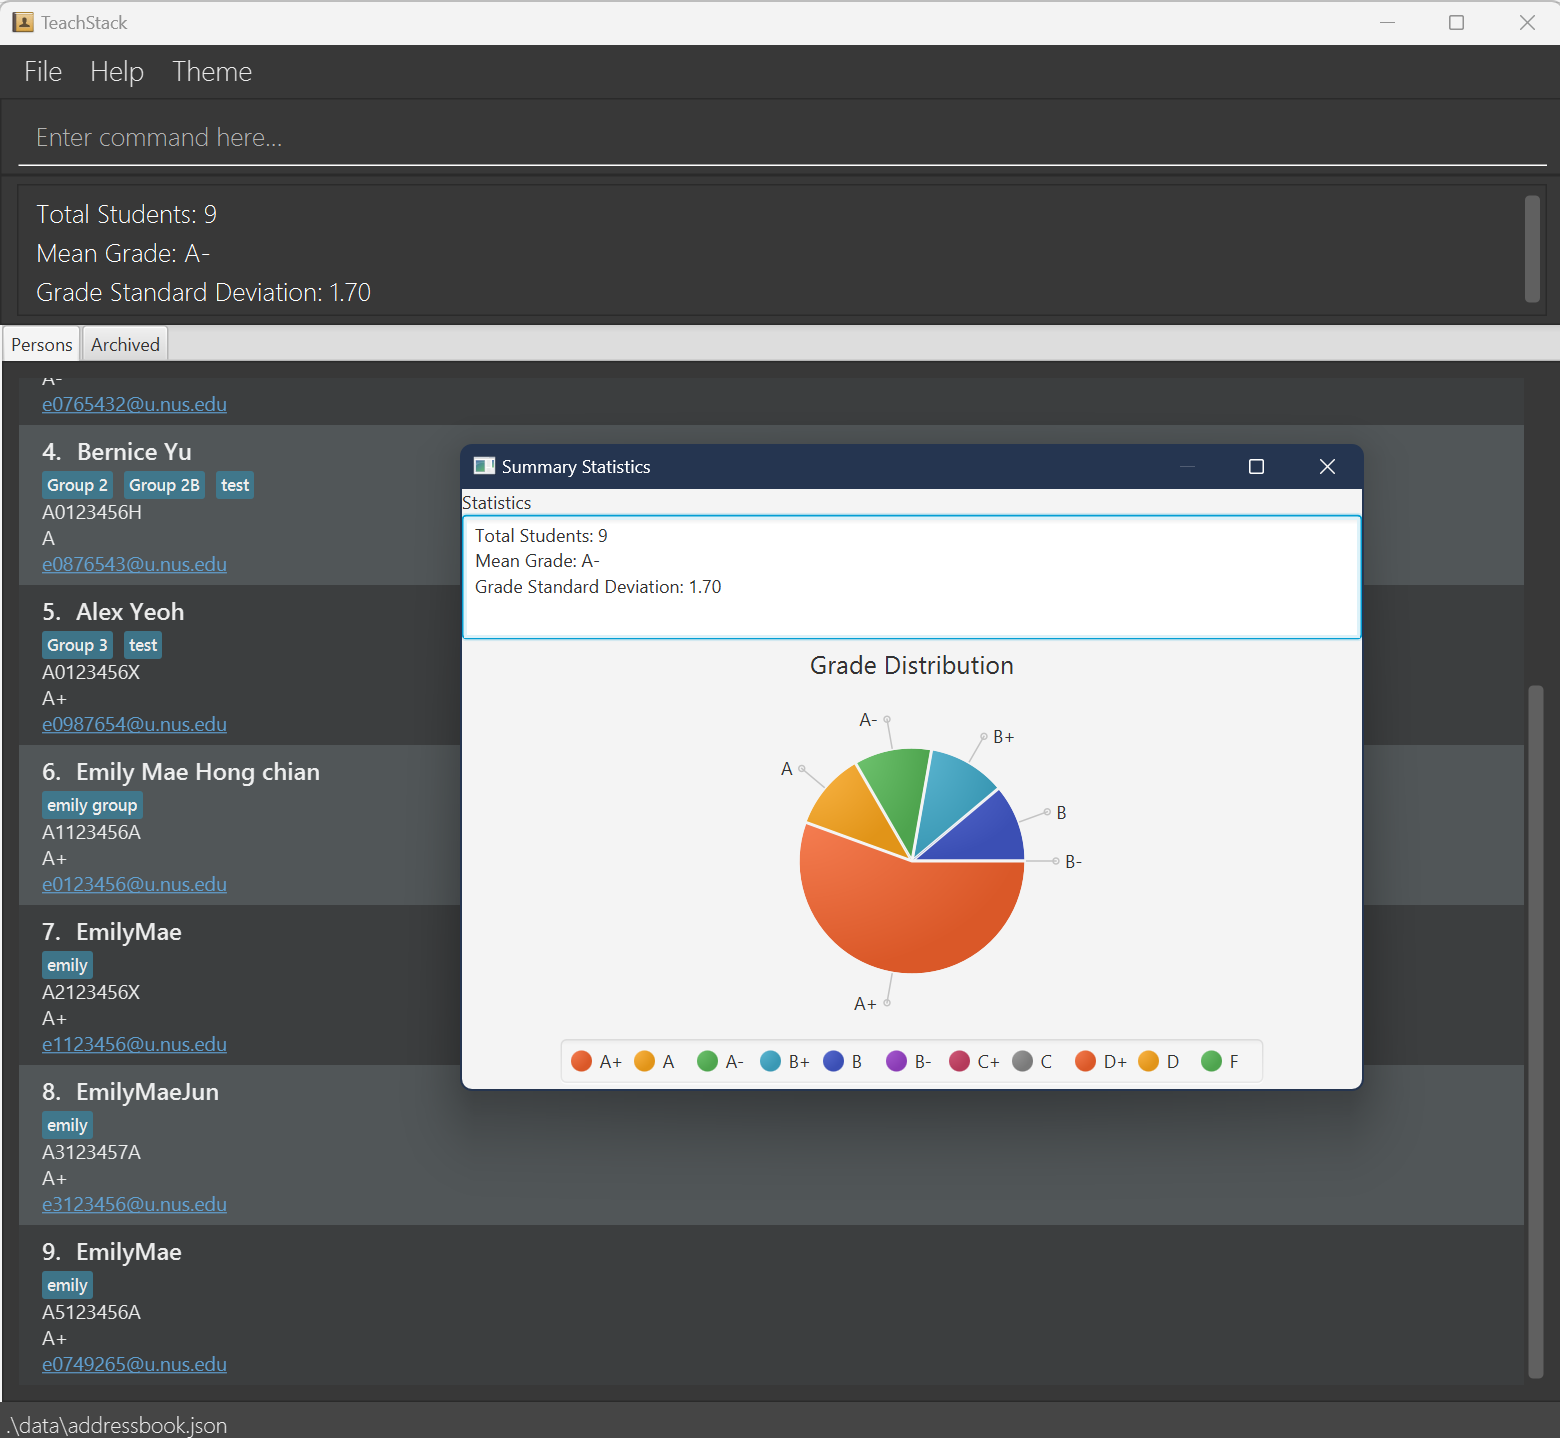 TeachStack
File Help Theme
Enter command here...
Total Students: 9
Mean Grade: A-
Grade Standard Deviation: 1.70
Persons Archived
A-
e0765432@u.nus.edu
4. Bernice Yu
Group 2 Group 2B test
A0123456H
A
e0876543@u.nus.edu
5. Alex Yeoh
Group 3 test
A0123456X
A+
e0987654@u.nus.edu
6. Emily Mae Hong chian
emily group
A1123456A
A+
e0123456@u.nus.edu
7. EmilyMae
emily
A2123456X
A+
e1123456@u.nus.edu
8. EmilyMaeJun
emily
A3123457A
A+
e3123456@u.nus.edu
9. EmilyMae
emily
A5123456A
A+
e0749265@u.nus.edu
Summary Statistics
Statistics
Total Students: 9
Mean Grade: A-
Grade Standard Deviation: 1.70
Grade Distribution
A-
B+
A
B
B-
A+
A+ A A- B+ B B- C+ C D+ D F
.\data\addressbook.json